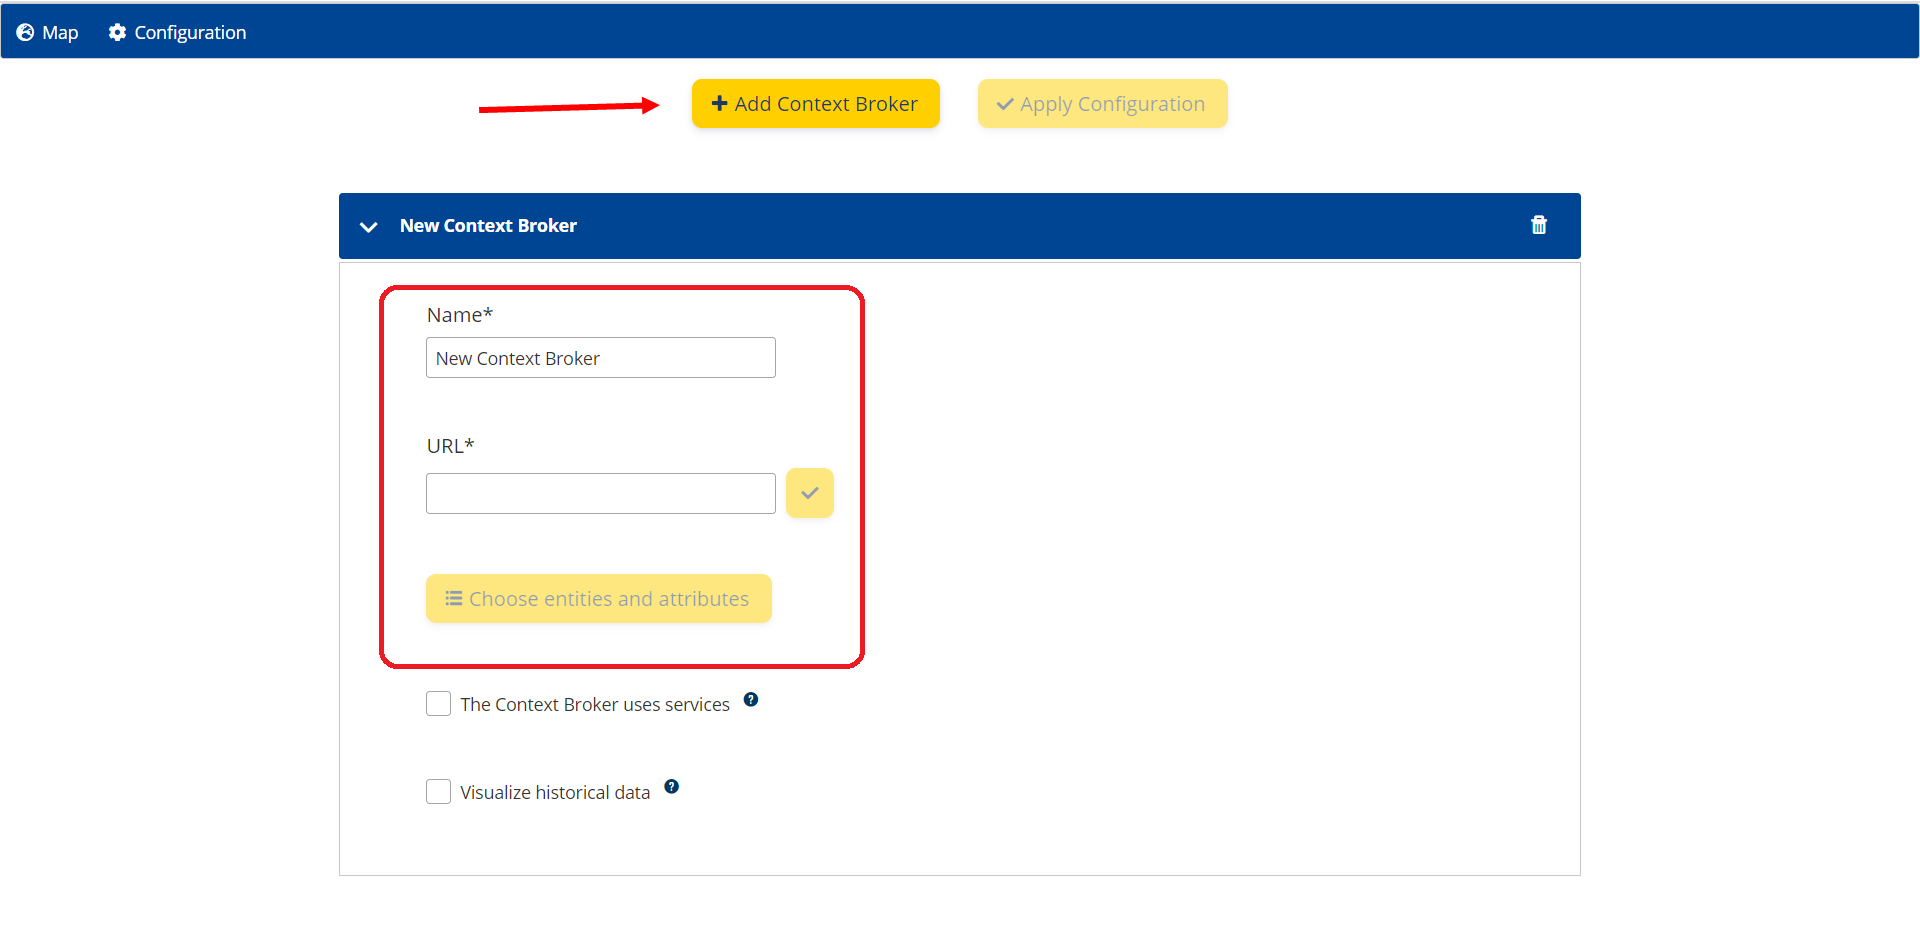 Map Configuration
Add Context Broker Apply Configuration
New Context Broker
Name*
New Context Broker
URL*
Choose entities and attributes
The Context Broker uses services ?
Visualize historical data ?